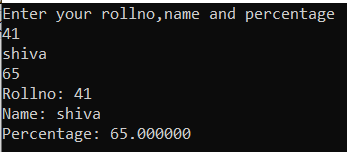 Enter your rollno,name and percentage
41
shiva
65
Rollno: 41
Name: shiva
Percentage: 65.000000